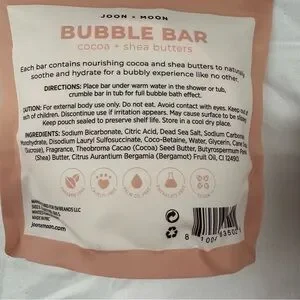 JOON + MOON
BUBBLE BAR
cocoa + shea butters
Each bar contains nourishing cocoa and shea butters to naturally
soothe and hydrate for a bubbly experience like no other.
DIRECTIONS: Place bar under warm water in the shower or tub,
crumble bar in tub for full bubble bath effect.
CAUTION: For external body use only. Do not eat. Avoid contact with eyes. Keep out of
reach of children. Discontinue use if irritation appears. May cause surface to be slippery.
Keep pouch sealed to preserve shelf life. Store in a cool dry place.
INGREDIENTS: Sodium Bicarbonate, Citric Acid, Dead Sea Salt, Sodium Carbonate
Monohydrate, Disodium Lauryl Sulfosuccinate, Coco-Betaine, Water, Glycerin, Cane Sugar
(Sucrose), Fragrance, Theobroma Cacao (Cocoa) Seed Butter, Butyrospermum Parkii
(Shea) Butter, Citrus Aurantium Bergamia (Bergamot) Fruit Oil, CI 12490.
MADE IN PRC
joonxmoon.com